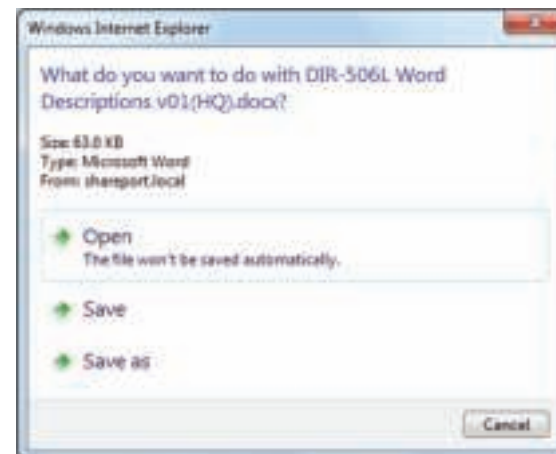 Windows Internet Explorer
What do you want to do with DIR-506L Word
Descriptions v01(HQ).docx?
Size: 63.0 KB
Type: Microsoft Word
From: shareport.local
Open
The file won't be saved automatically.
Save
Save as
Cancel